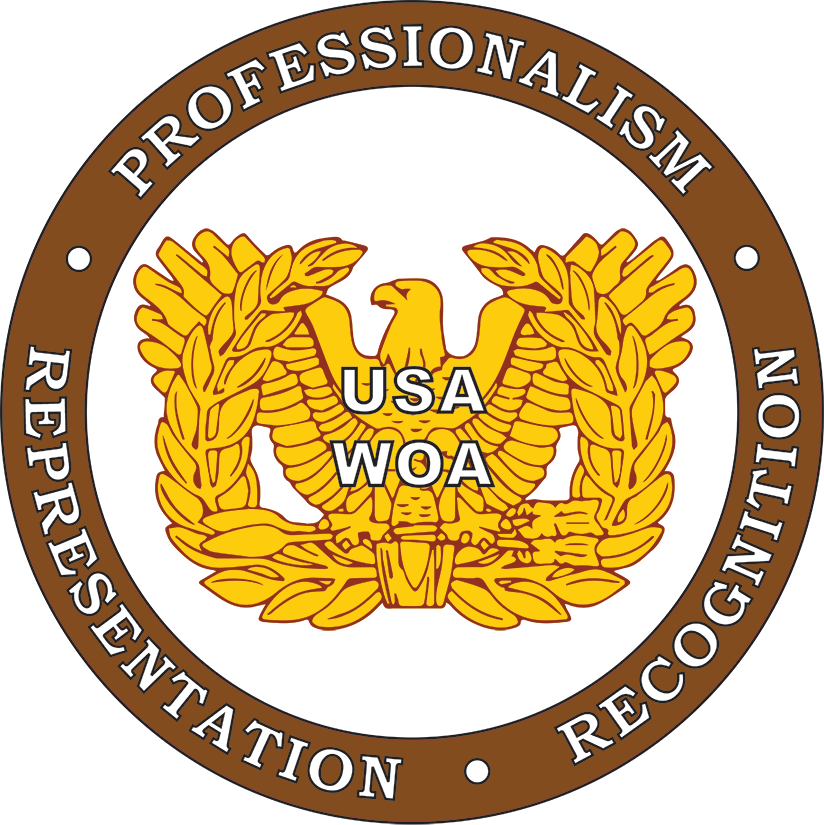 PROFESSIONALISM
REPRESENTATION
RECOGNITION
USA
WOA